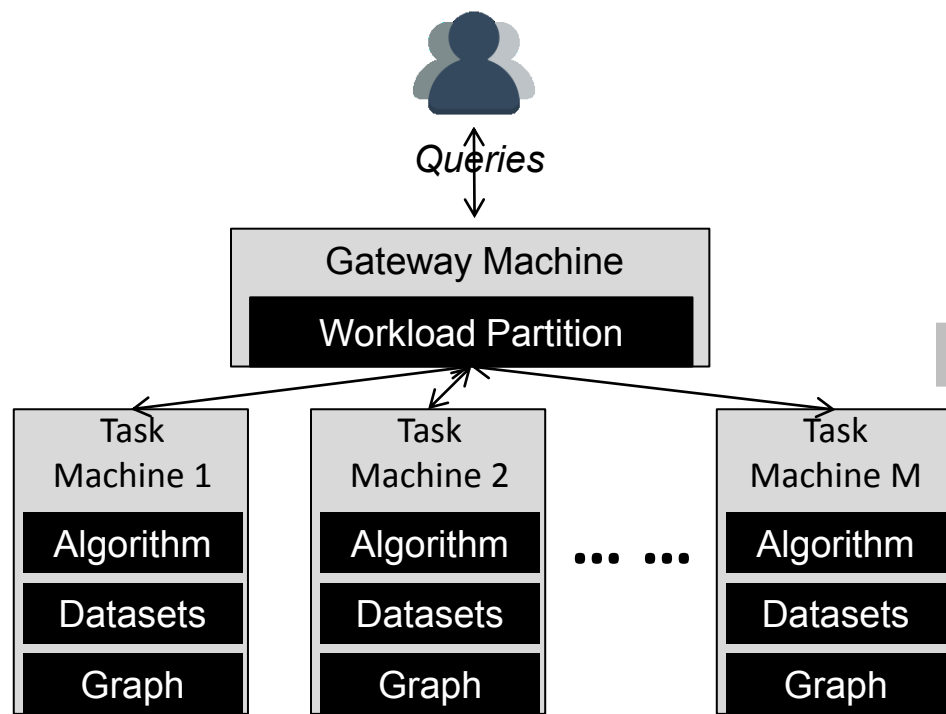 Queries
Gateway Machine
Workload Partition
Task
Machine 1
Algorithm
Datasets
Graph
Task
Machine 2
Algorithm
Datasets
Graph
... ...
Task
Machine M
Algorithm
Datasets
Graph